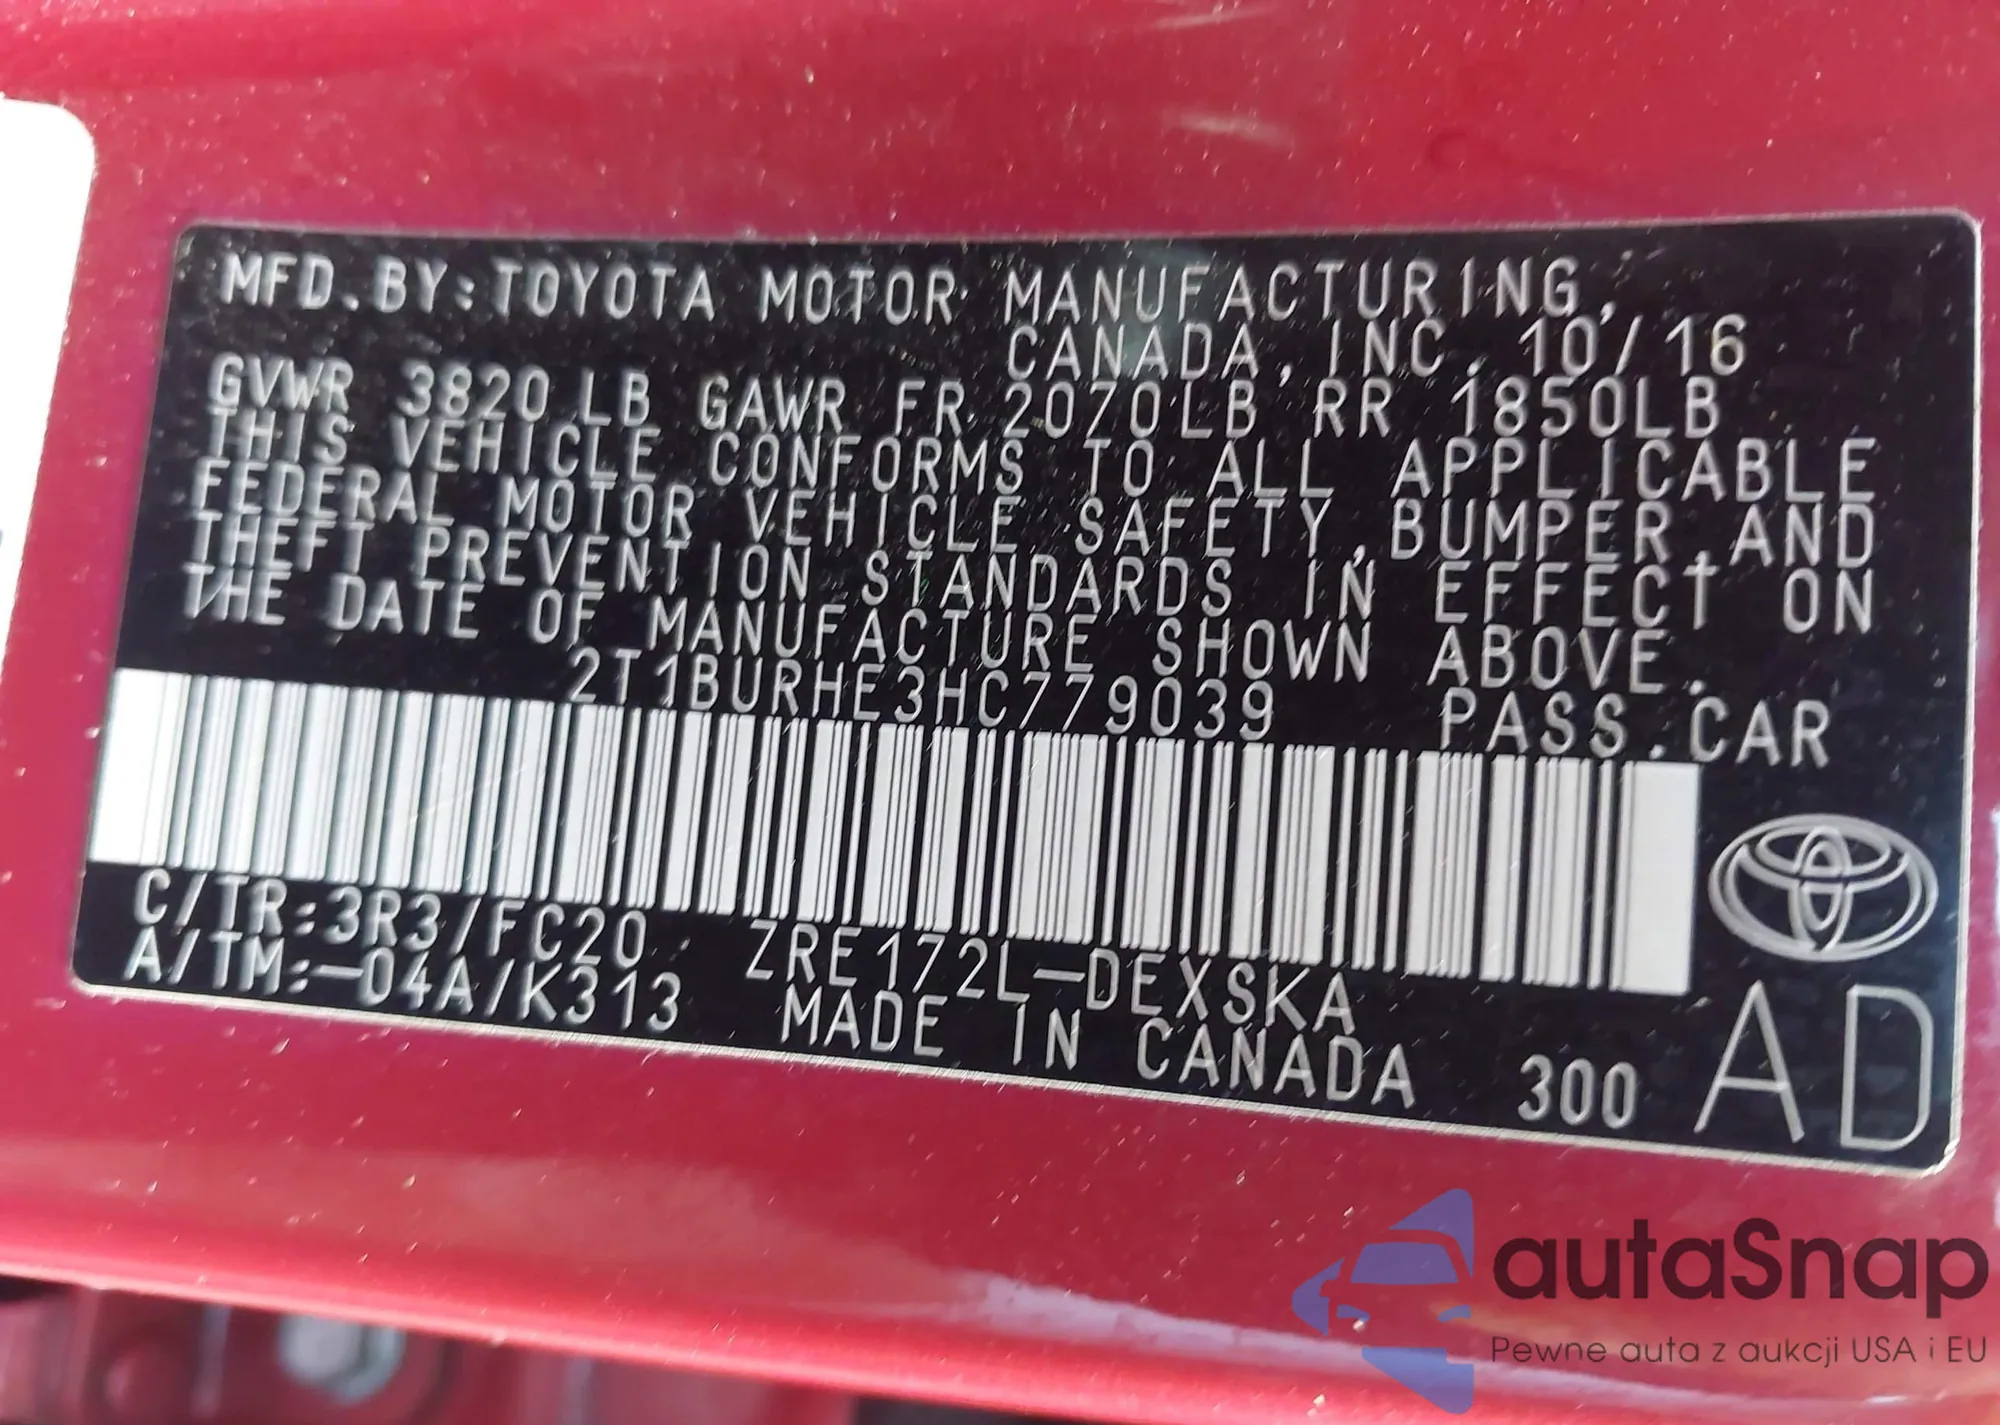 MFD. BY: TOYOTA MOTOR MANUFACTURING,
CANADA, INC. 10/16
GVWR 3820 LB GAWR FR 2070LB RR 1850LB
THIS VEHICLE CONFORMS TO ALL APPLICABLE
FEDERAL MOTOR VEHICLE SAFETY, BUMPER, AND
THEFT PREVENTION STANDARDS IN EFFECT ON
THE DATE OF MANUFACTURE SHOWN ABOVE.
2T1BURHE3HC779039 PASS. CAR
C/TR: 3R3/FC20 ZRE172L-DEXSKA
A/TM: -04A/K313 MADE IN CANADA 300 AD
autaSnap
Pewne auta z aukcji USA i EU